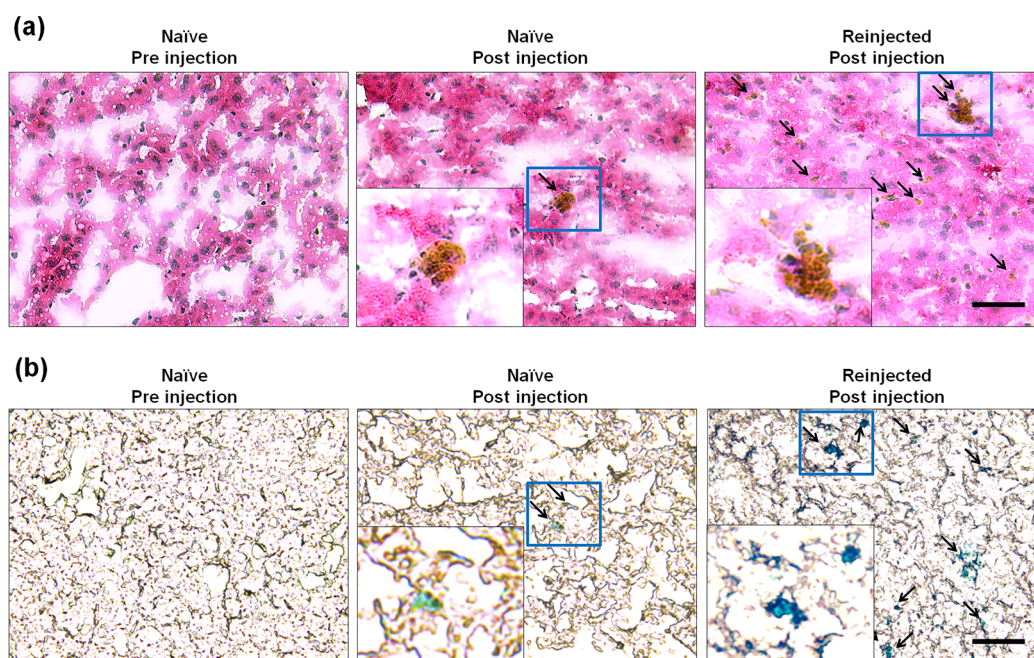 (a)
Naïve
Pre injection
Naïve
Post injection
Reinjected
Post injection
(b)
Naïve
Pre injection
Naïve
Post injection
Reinjected
Post injection